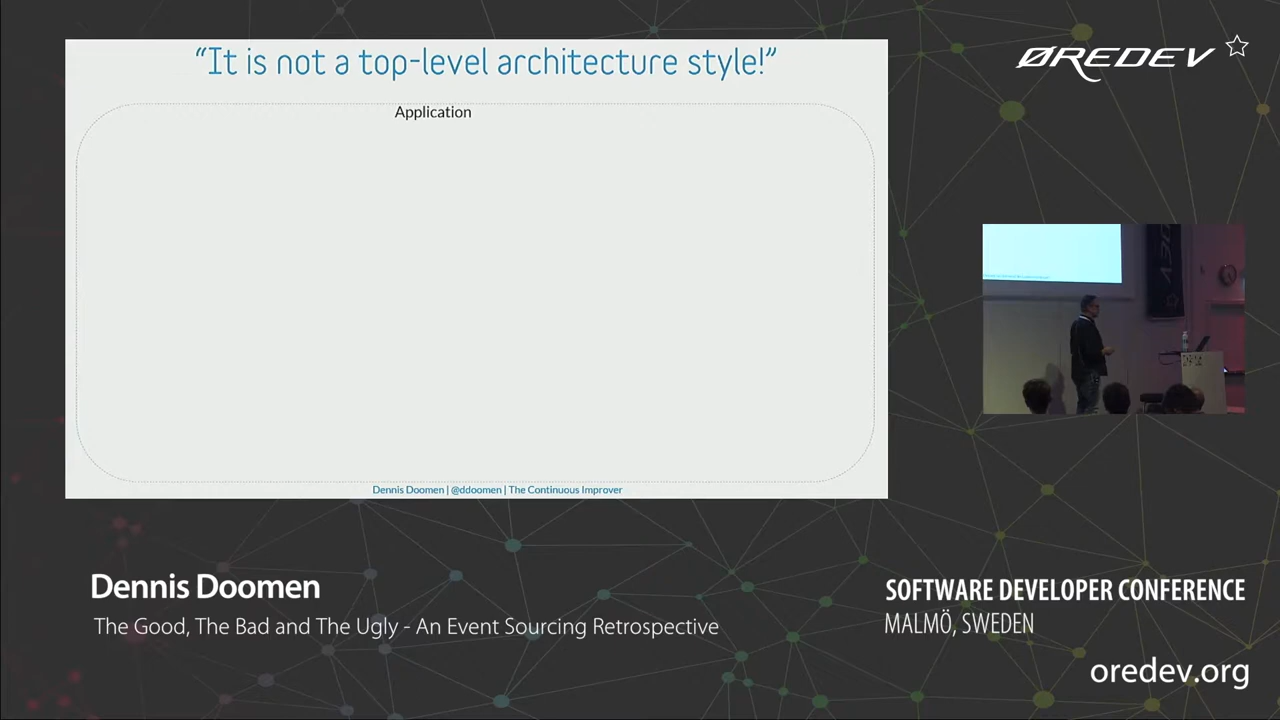 “It is not a top-level architecture style!”
Application
Dennis Doomen | @ddoomen | The Continuous Improver
ØREDEV
Dennis Doomen
The Good, The Bad and The Ugly - An Event Sourcing Retrospective
SOFTWARE DEVELOPER CONFERENCE
MALMÖ, SWEDEN
oredev.org